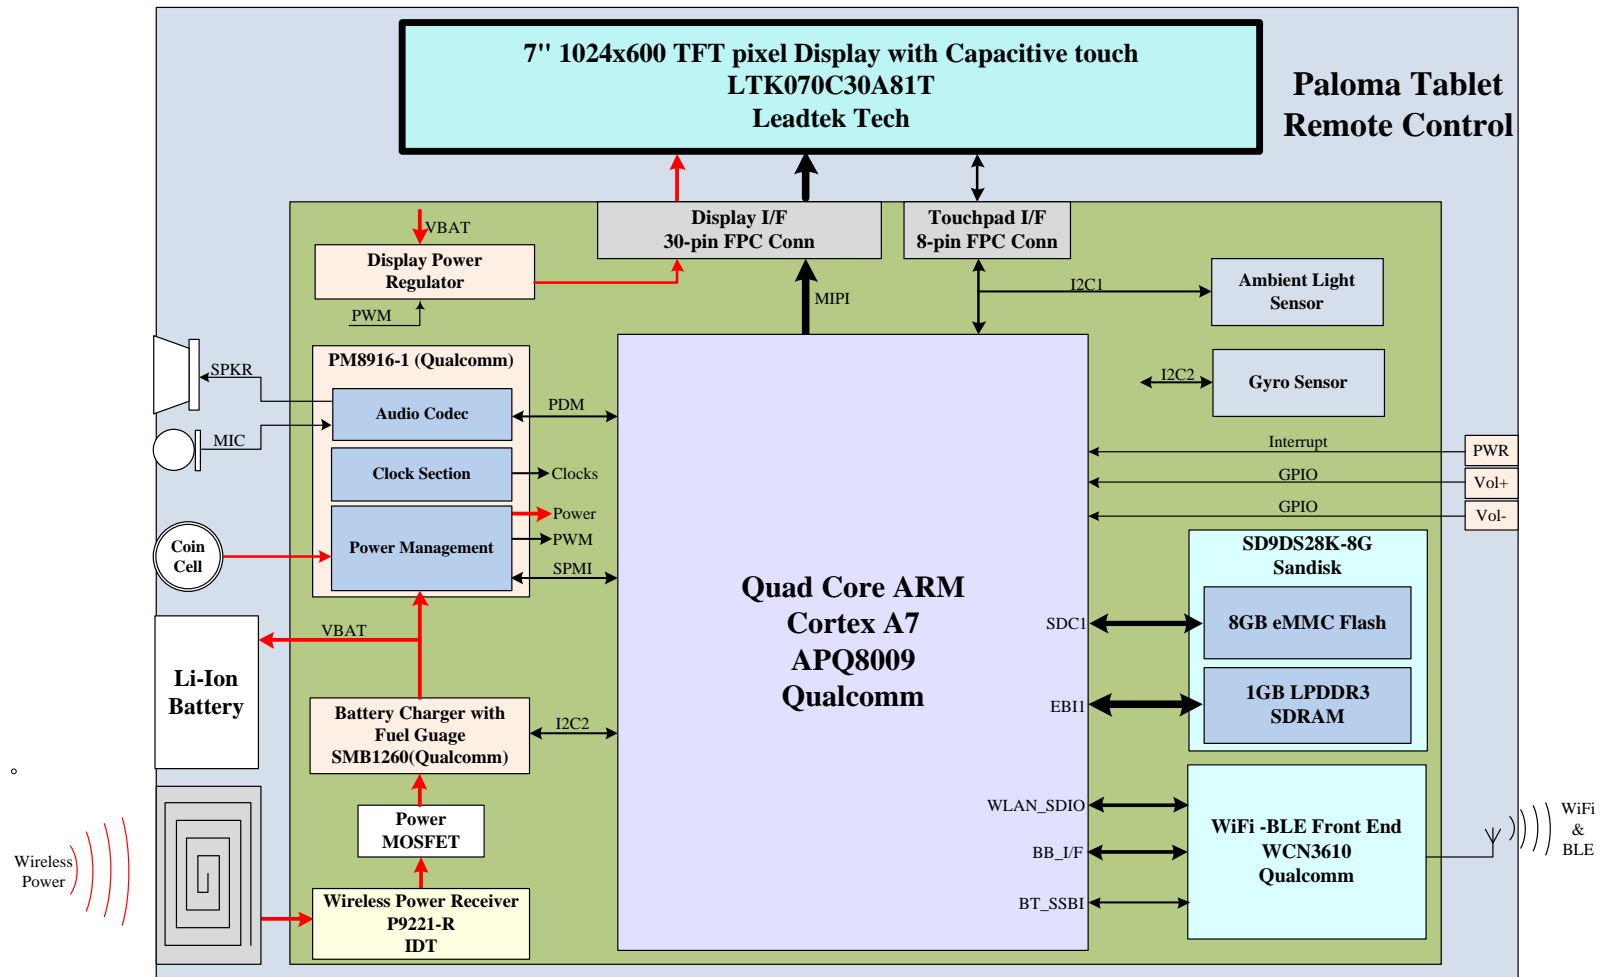 7" 1024x600 TFT pixel Display with Capacitive touch
LTK070C30A81T
Leadtek Tech
Paloma Tablet
Remote Control
Display I/F
30-pin FPC Conn
Touchpad I/F
8-pin FPC Conn
VBAT
Display Power
Regulator
PWM
MIPI
I2C1
Ambient Light
Sensor
PM8916-1 (Qualcomm)
SPKR
Audio Codec
PDM
I2C2
Gyro Sensor
MIC
Interrupt
PWR
Clock Section
Clocks
GPIO
Vol+
Power
GPIO
Vol-
Coin
Cell
Power Management
PWM
SPMI
SD9DS28K-8G
Sandisk
Quad Core ARM
Cortex A7
APQ8009
Qualcomm
SDC1
8GB eMMC Flash
VBAT
Li-Ion
Battery
EBI1
1GB LPDDR3
SDRAM
Battery Charger with
Fuel Guage
SMB1260(Qualcomm)
I2C2
Power
MOSFET
WLAN_SDIO
BB_I/F
BT_SSBI
WiFi -BLE Front End
WCN3610
Qualcomm
WiFi
&
BLE
Wireless
Power
Wireless Power Receiver
P9221-R
IDT